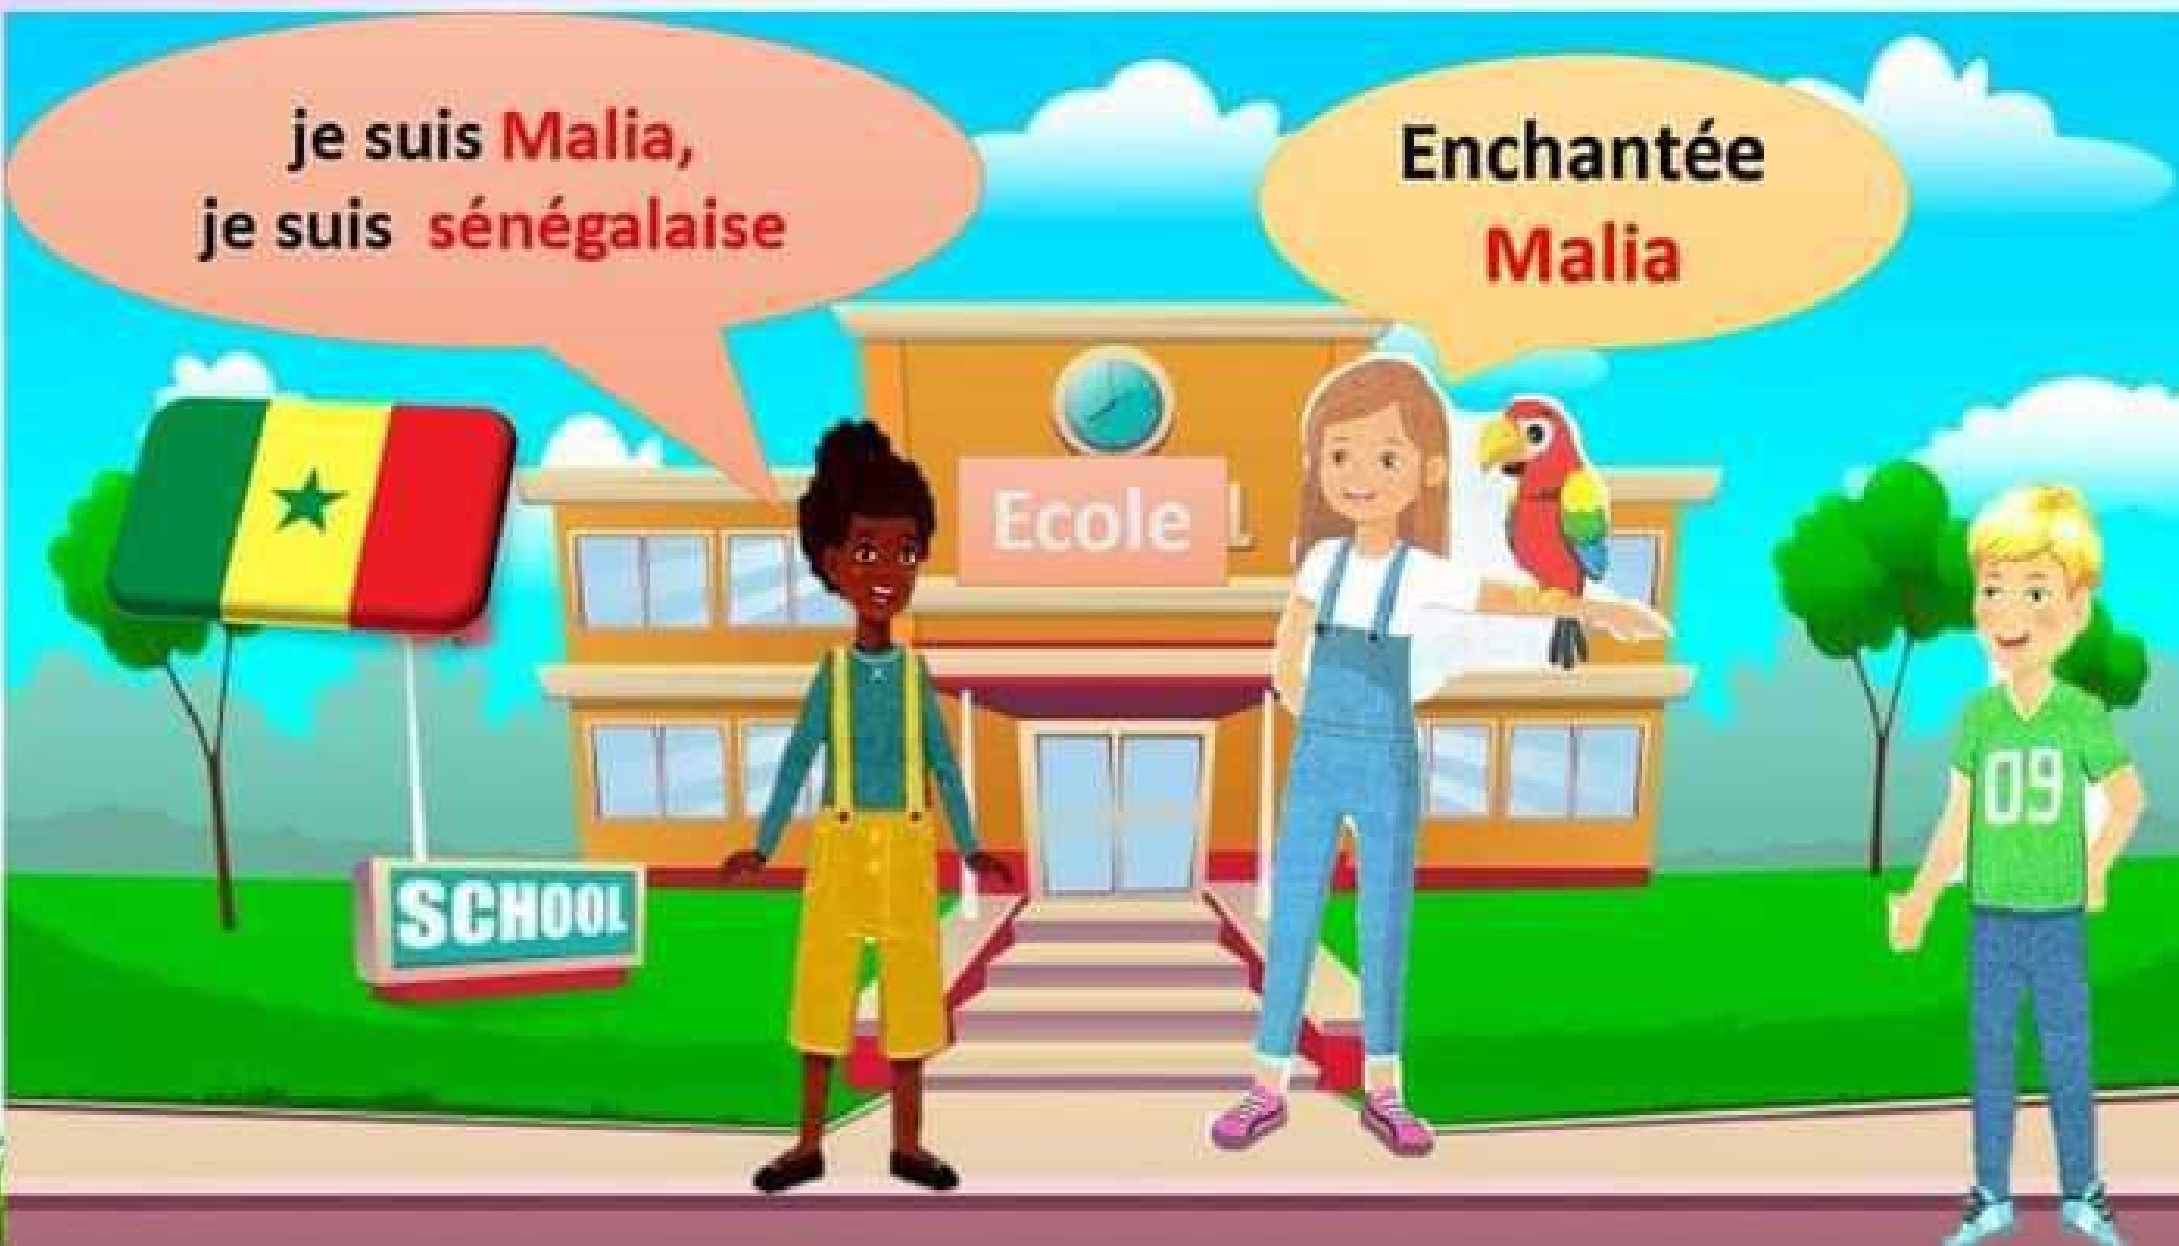 je suis Malia,
je suis sénégalaise
Enchantée
Malia
Ecole
SCHOOL
09